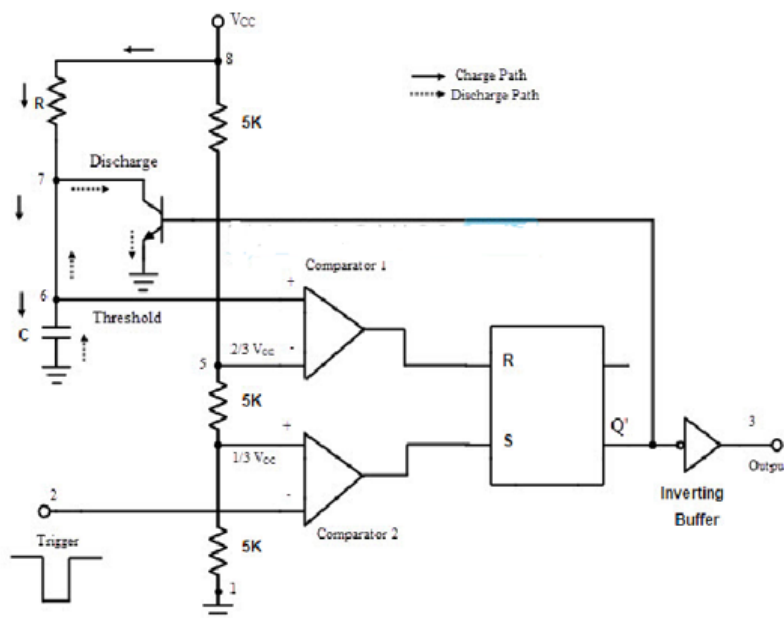 Vcc
8
Charge Path
Discharge Path
R
5K
7
Discharge
Comparator 1
+
6
Threshold
C
-
2/3 Vcc
5
R
5K
+
Q'
3
S
1/3 Vcc
Outpu
2
-
Inverting
Buffer
Trigger
5K
Comparator 2
1